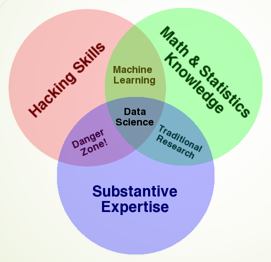 Hacking Skills
Math & Statistics
Knowledge
Machine
Learning
Data
Science
Danger
Zone!
Traditional
Research
Substantive
Expertise